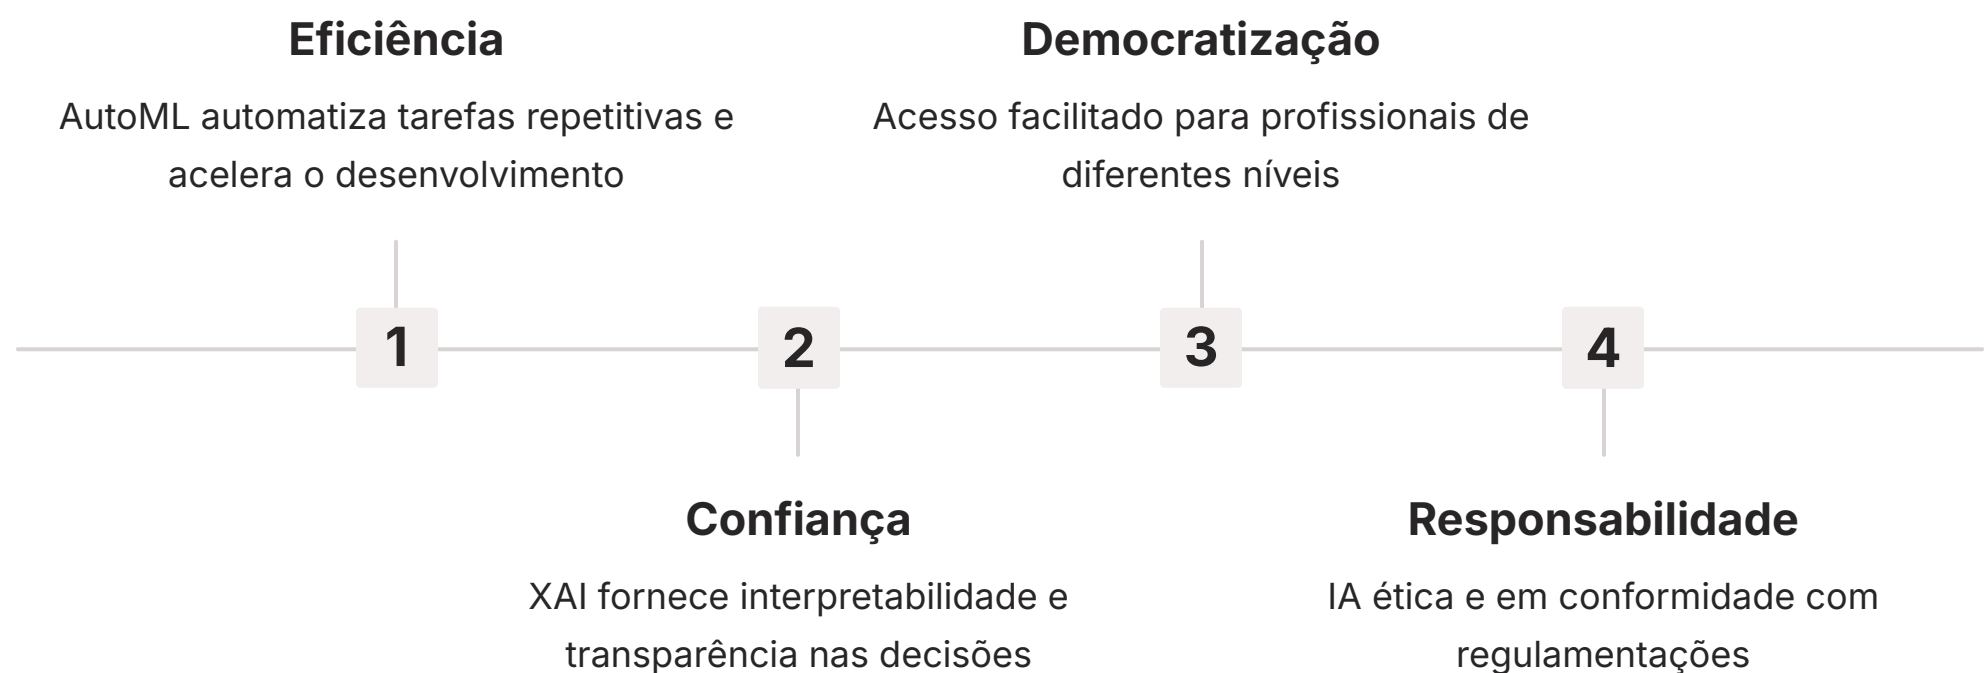 Eficiência
AutoML automatiza tarefas repetitivas e
acelera o desenvolvimento
Democratização
Acesso facilitado para profissionais de
diferentes níveis
1
2
3
4
Confiança
XAI fornece interpretabilidade e
transparência nas decisões
Responsabilidade
IA ética e em conformidade com
regulamentações